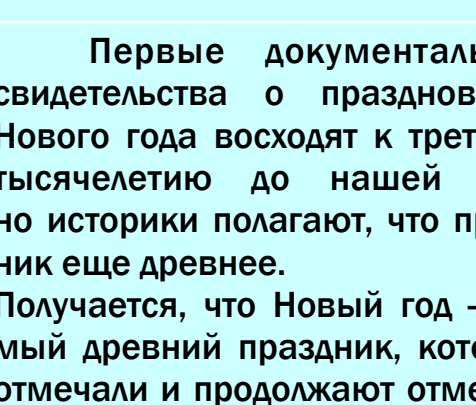 Первые документаль
свидетельства о празднов
Нового года восходят к трет
тысячелетию до нашей
но историки полагают, что пр
ник еще древнее.
Получается, что Новый год –
мый древний праздник, кото
отмечали и продолжают отме